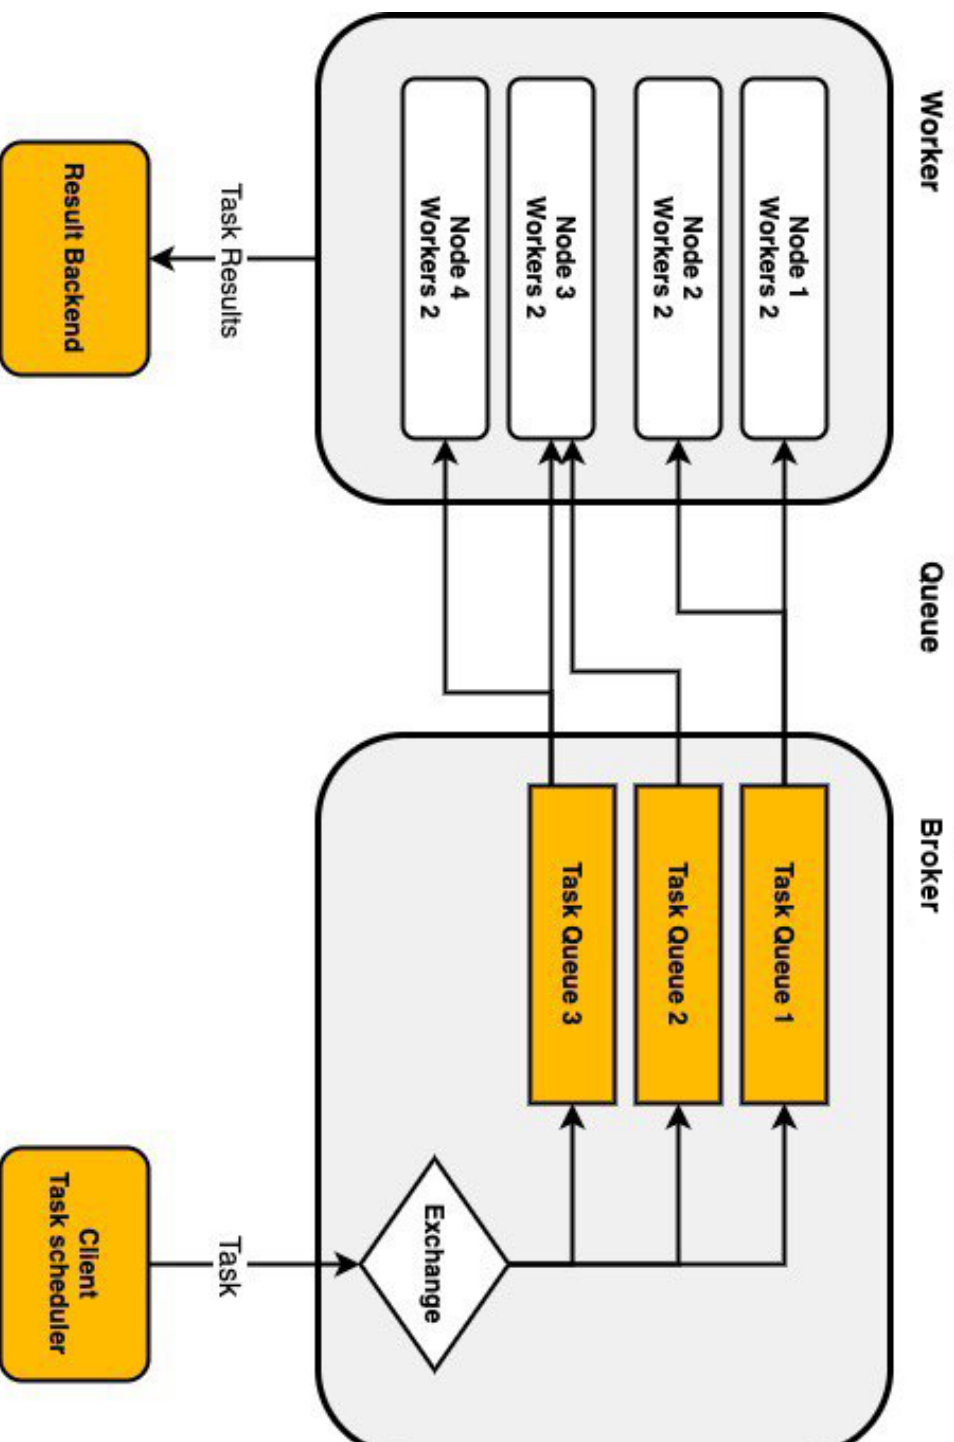 Worker
Queue
Broker
Node 1
Workers 2
Node 2
Workers 2
Node 3
Workers 2
Node 4
Workers 2
Task Queue 1
Task Queue 2
Task Queue 3
Exchange
Task Results
Task
Result Backend
Client
Task scheduler